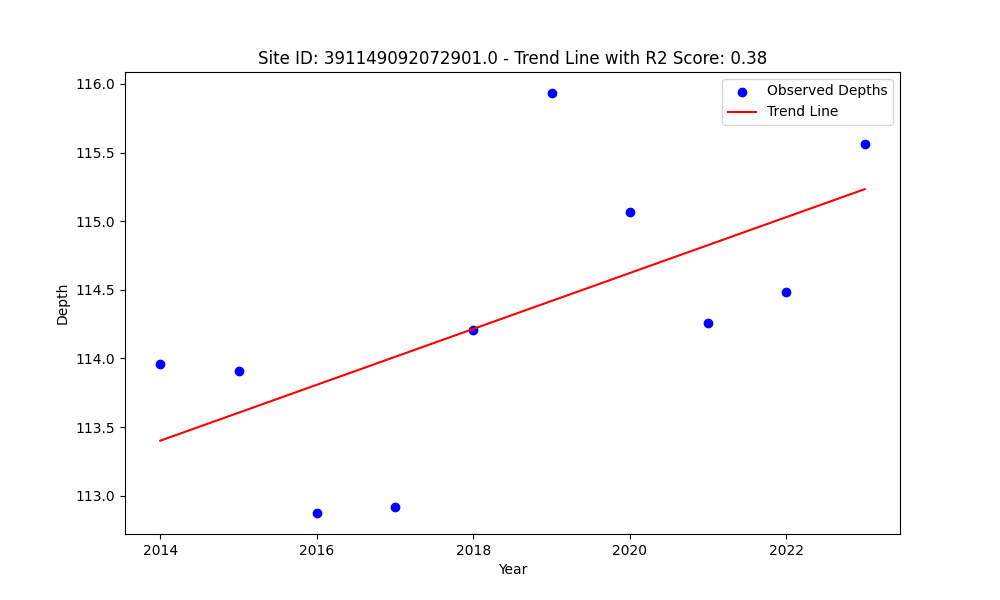 Site ID: 391149092072901.0 - Trend Line with R2 Score: 0.38
Observed Depths
Trend Line
116.0
115.5
115.0
114.5
114.0
113.5
113.0
Depth
2014
2016
2018
2020
2022
Year